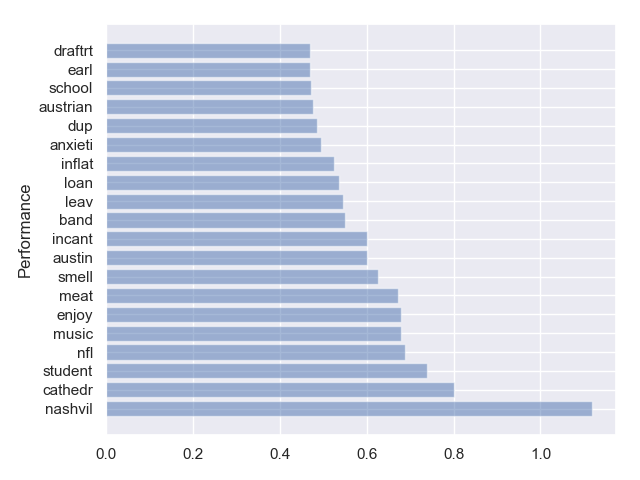 draftrt
earl
school
austrian
dup
anxieti
inflat
loan
leav
band
incant
austin
smell
meat
enjoy
music
nfl
student
cathedr
nashvil
Performance
0.0 0.2 0.4 0.6 0.8 1.0